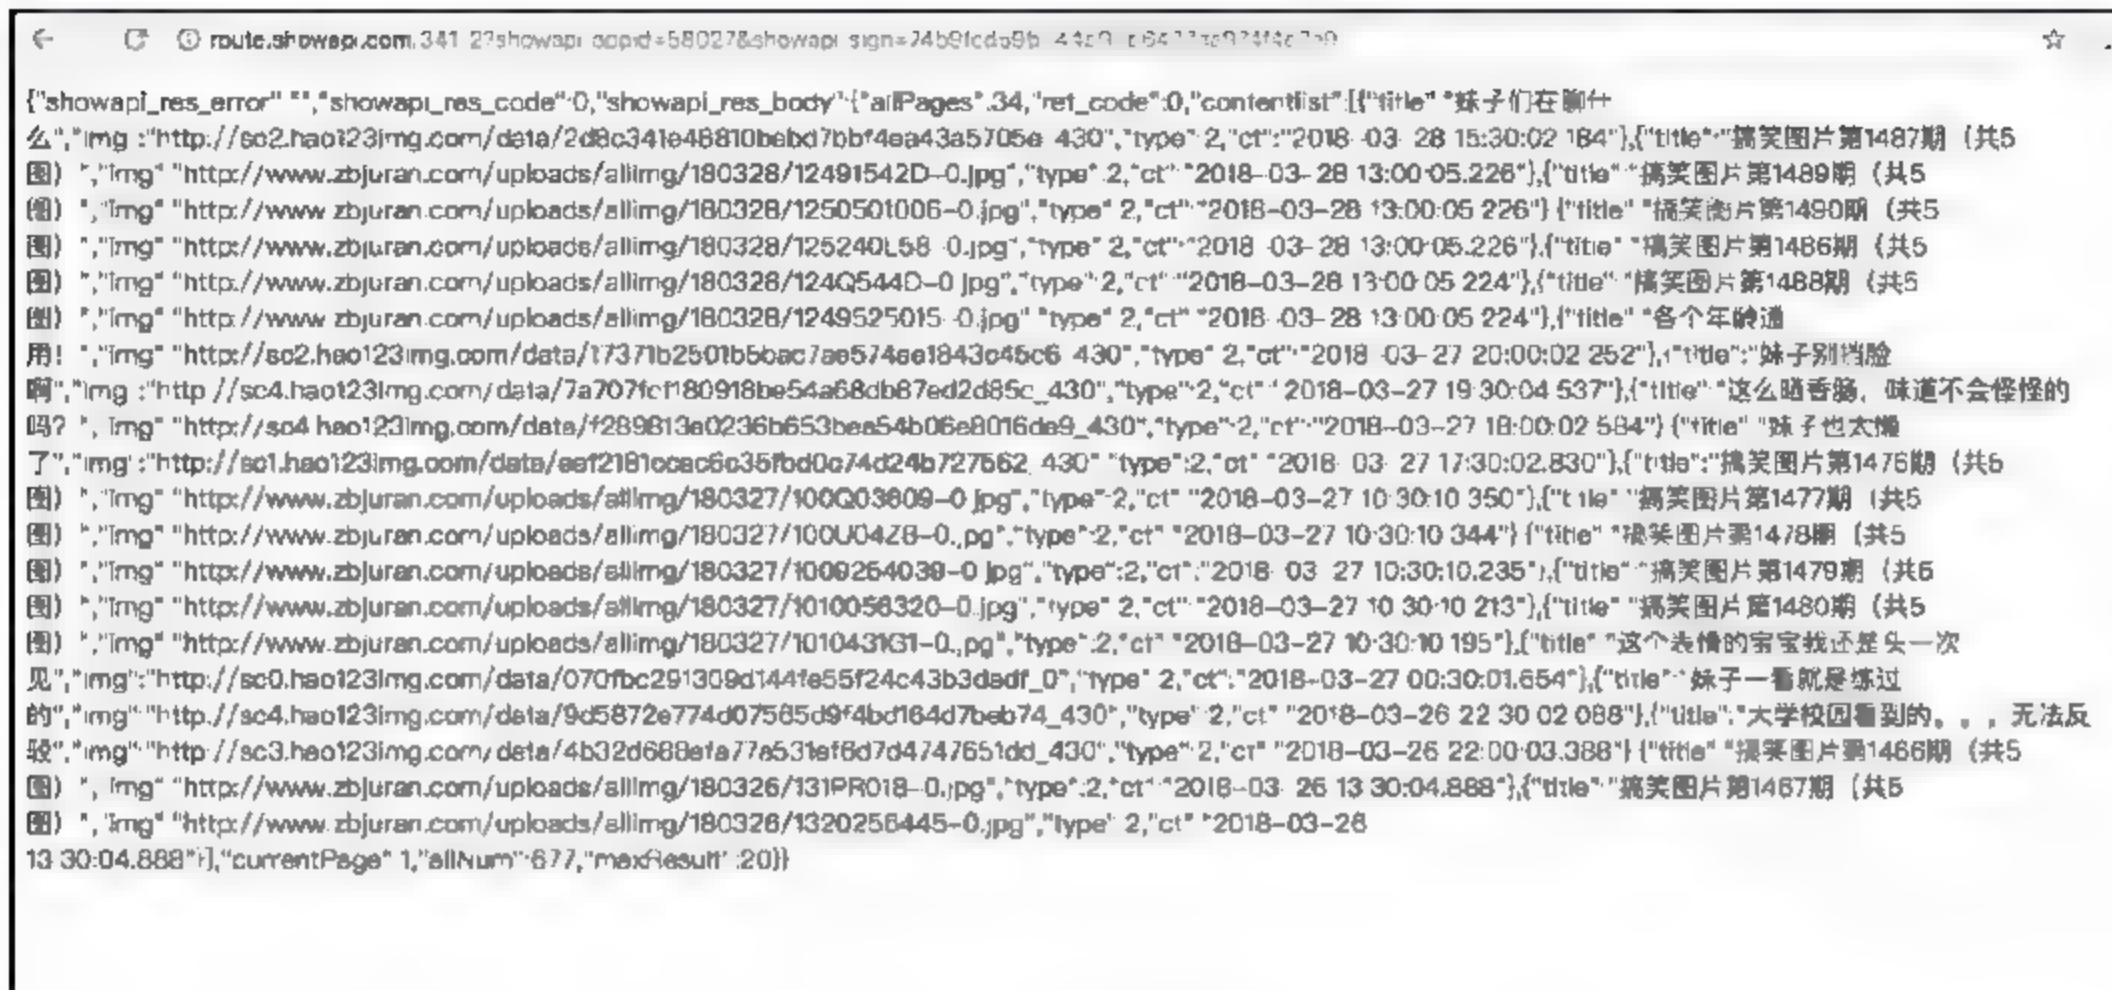 route.showapi.com
{"showapi_res_error" "","showapi_res_code":0,"showapi_res_body":{"allPages":34,"ret_code":0,"contentlist":[{"title" "妹子们在聊什
么","img":"http://sc2.hao123img.com/data/ 430","type":2,"ct":"2018-03-28 15:30:02 184"},{"title":"搞笑图片第1487期（共5
图）","img" "http://www.zbjuran.com/uploads/allimg/180328/12491542D-0.jpg","type" 2,"ct":"2018-03-28 13:00:05.226"},{"title" "搞笑图片第1489期（共5
图）","img" "http://www.zbjuran.com/uploads/allimg/180328/1250501006-0.jpg","type" 2,"ct" "2018-03-28 13:00:05 226"} {"title" "搞笑图片第1490期（共5
图）","img" "http://www.zbjuran.com/uploads/allimg/180328/125240L58-0.jpg","type" 2,"ct":"2018-03-28 13:00:05.226"},{"title" "搞笑图片第1486期（共5
图）","img" "http://www.zbjuran.com/uploads/allimg/180328/124Q544D-0 jpg","type":2,"ct" "2018-03-28 13:00:05 224"},{"title" "搞笑图片第1488期（共5
图）","img" "http://www.zbjuran.com/uploads/allimg/180328/1249525015-0.jpg" "type" 2,"ct" "2018-03-28 13:00:05 224"},{"title" "各个年龄通
用！","img" "http://sc2.hao123img.com/data/ 430","type" 2,"ct":"2018-03-27 20:00:02 252"},{"title":"妹子别挡脸
啊","img":"http://sc4.hao123img.com/data/ _430","type":2,"ct":"2018-03-27 19:30:04 537"},{"title" "这么晒香肠，味道不会怪怪的
吗？","img" "http://sc4.hao123img.com/data/ _430","type":2,"ct":"2018-03-27 18:00:02 584"} {"title" "妹子也太懒
了","img":"http://sc1.hao123img.com/data/ 430" "type":2,"ct" "2018-03-27 17:30:02.830"},{"title":"搞笑图片第1476期（共5
图）","img" "http://www.zbjuran.com/uploads/allimg/180327/100Q03609-0 jpg","type":2,"ct" "2018-03-27 10:30:10 350"},{"title" "搞笑图片第1477期（共5
图）","img" "http://www.zbjuran.com/uploads/allimg/180327/ "type":2,"ct" "2018-03-27 10:30:10 344"} {"title" "搞笑图片第1478期（共5
图）","img" "http://www.zbjuran.com/uploads/allimg/180327/1009264039-0 jpg","type":2,"ct":"2018-03-27 10:30:10.235"},{"title" "搞笑图片第1479期（共5
图）","img" "http://www.zbjuran.com/uploads/allimg/180327/1010056320-0.jpg","type" 2,"ct":"2018-03-27 10:30:10 213"},{"title" "搞笑图片第1480期（共5
图）","img" "http://www.zbjuran.com/uploads/allimg/180327/ "type":2,"ct" "2018-03-27 10:30:10 195"},{"title" "这个表情的宝宝我还是头一次
见","img":"http://sc0.hao123img.com/data/ _0","type" 2,"ct":"2018-03-27 00:30:01.654"},{"title":"妹子一看就是练过
的","img":"http://sc4.hao123img.com/data/ _430","type":2,"ct" "2018-03-26 22:30:02 088"},{"title":"大学校园看到的。。，无法反
驳","img":"http://sc3.hao123img.com/data/ _430","type":2,"ct" "2018-03-26 22:00:03.388"} {"title" "搞笑图片第1466期（共5
图）","img" "http://www.zbjuran.com/uploads/allimg/180326/131PR018-0.jpg","type":2,"ct":"2018-03-26 13:30:04.888"},{"title":"搞笑图片第1467期（共5
图）","img" "http://www.zbjuran.com/uploads/allimg/180326/1320256445-0.jpg","type" 2,"ct" "2018-03-26
13:30:04.888"}],"currentPage" 1,"allNum":677,"maxResult":20}}